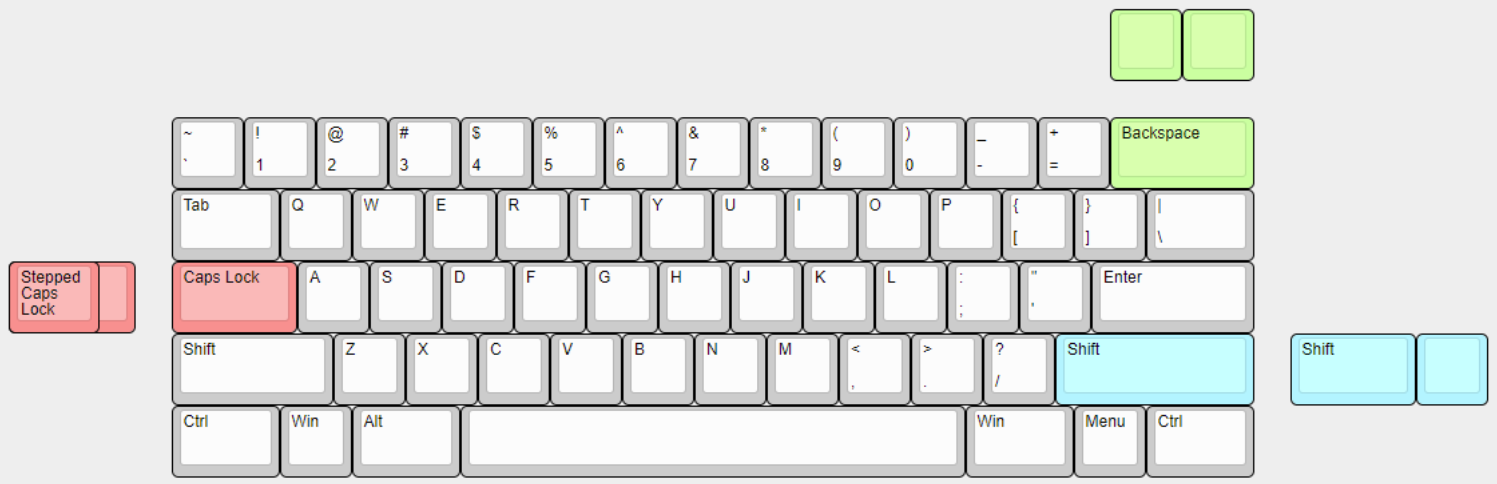 ~ ! @ # $ % ^ & * ( ) _ + Backspace
` 1 2 3 4 5 6 7 8 9 0 - =
Tab Q W E R T Y U I O P { } |
[ ] \
Stepped
Caps
Lock
Caps Lock A S D F G H J K L : " Enter
; '
Shift Z X C V B N M < > ? Shift Shift
, . /
Ctrl Win Alt Win Menu Ctrl